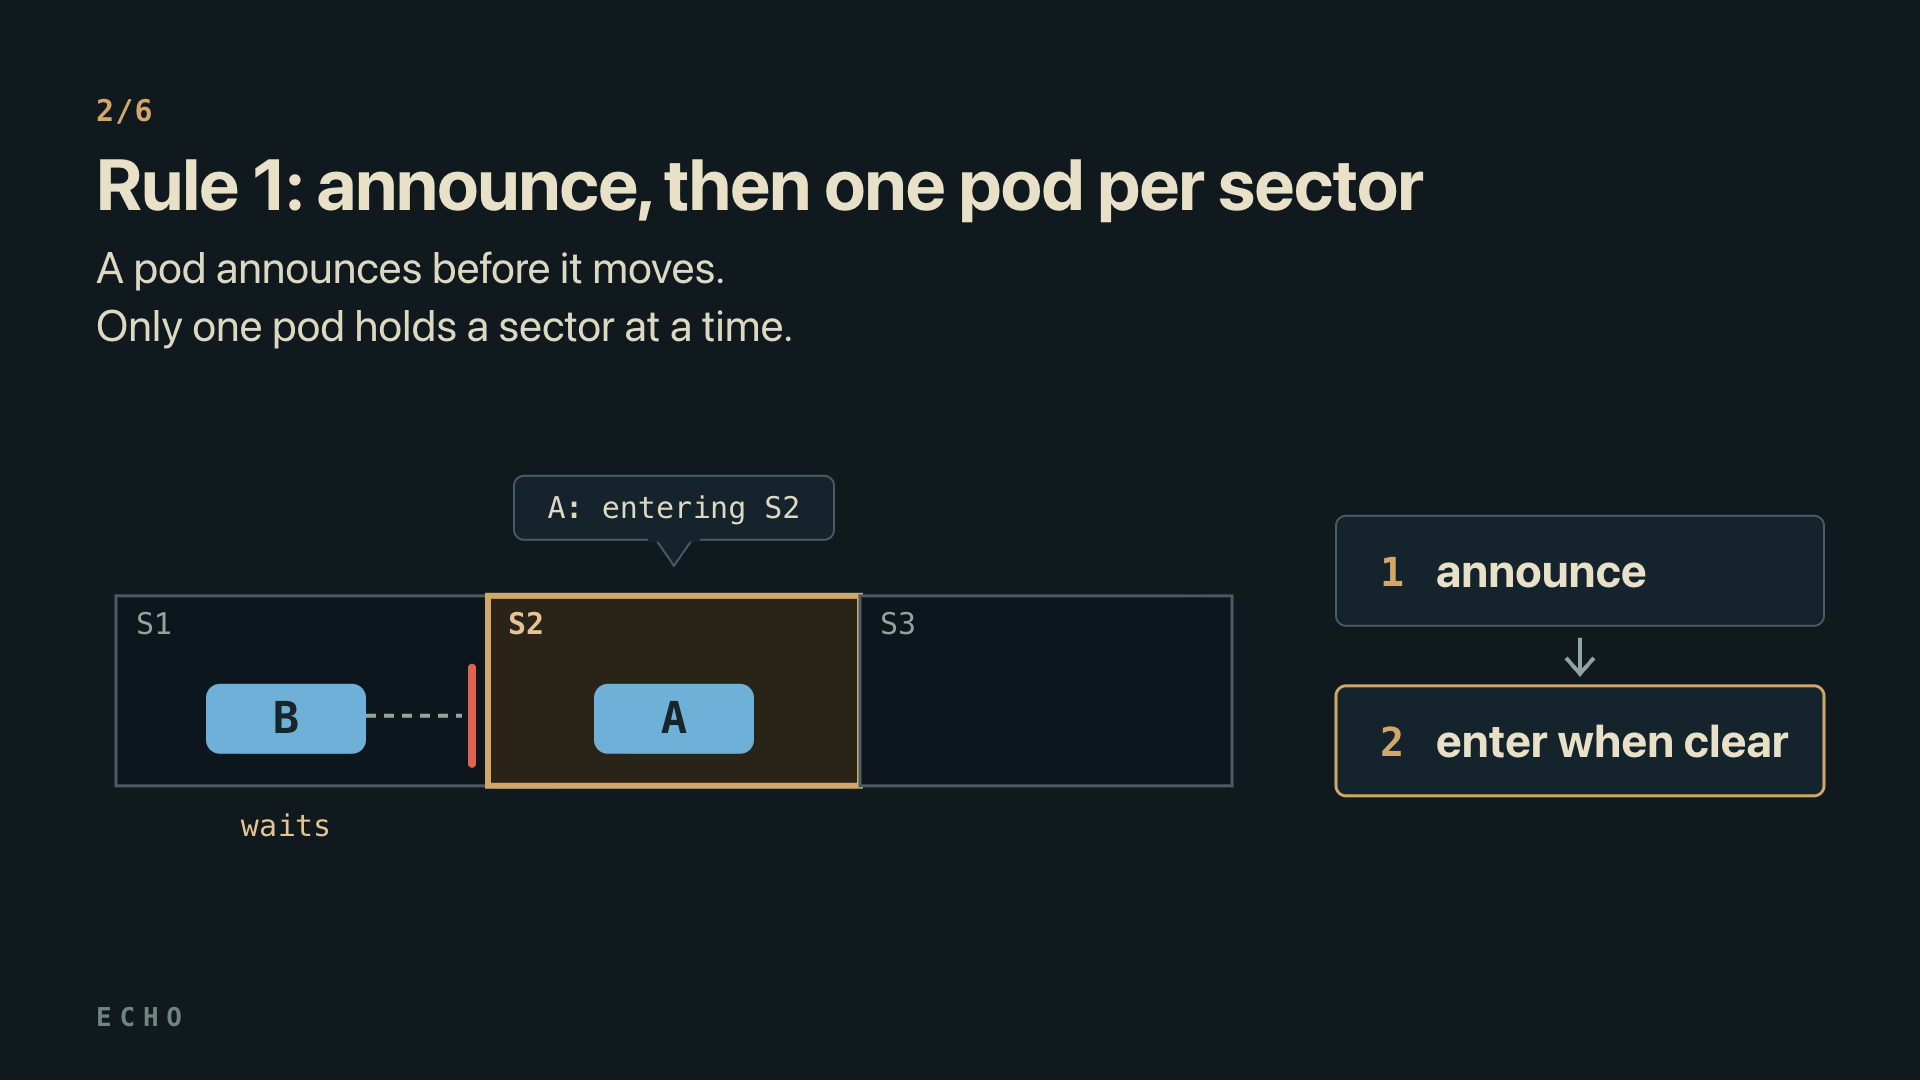 2/6
Rule 1: announce, then one pod per sector
A pod announces before it moves.
Only one pod holds a sector at a time.
A: entering S2
S1
S2
S3
B
A
waits
1 announce
2 enter when clear
ECHO